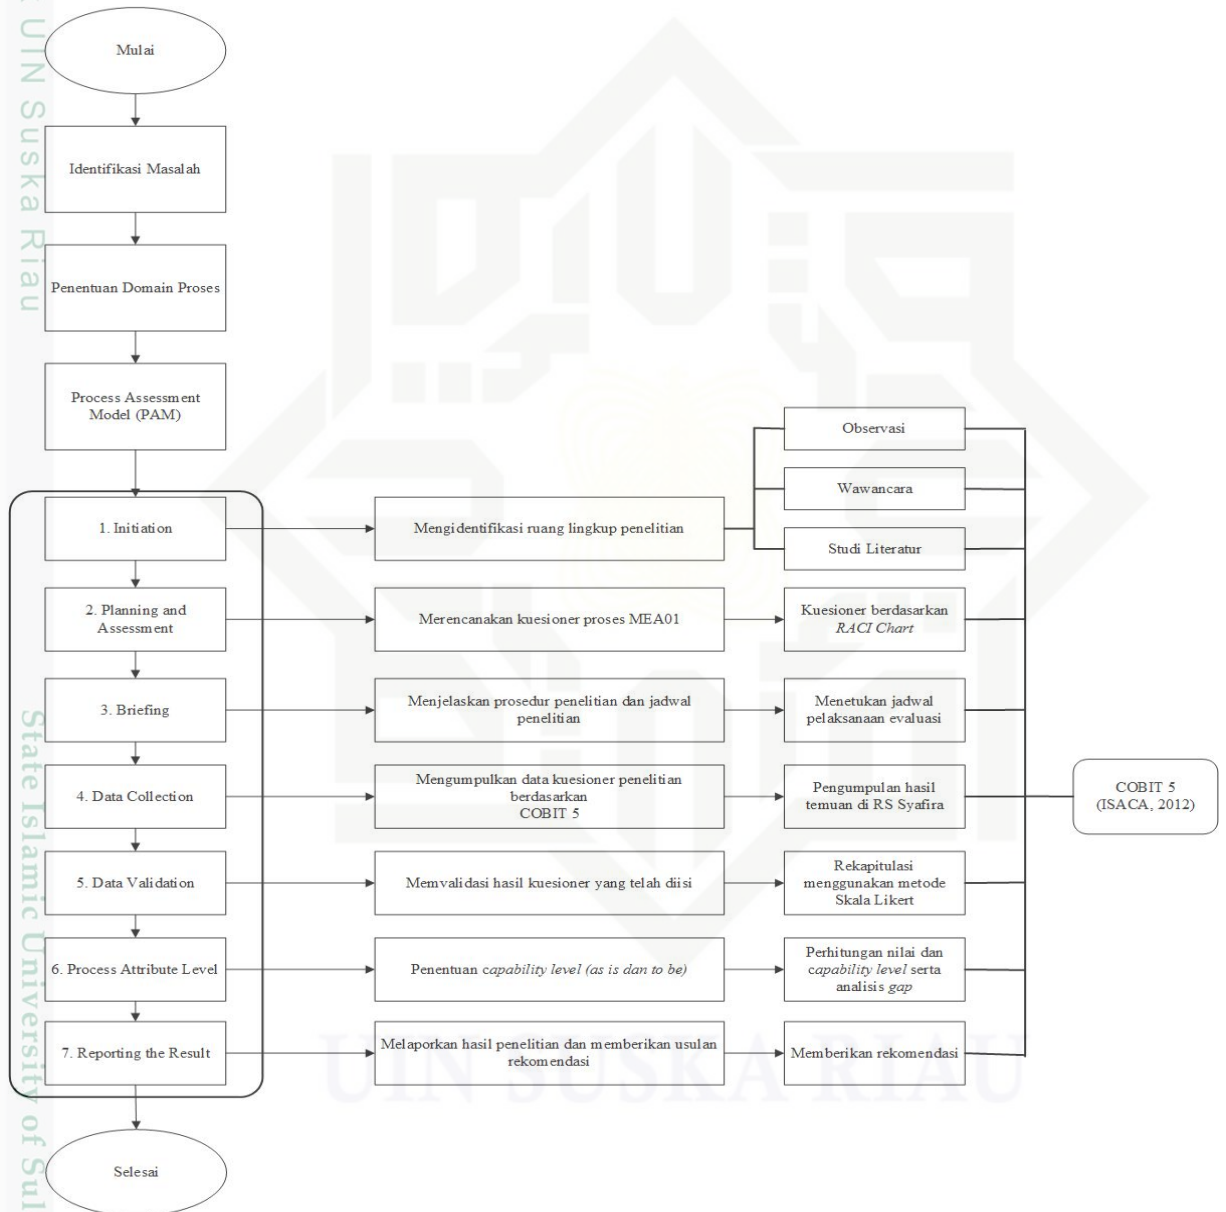 UIN Suska Riau
State Islamic University of Sul
Mulai
Identifikasi Masalah
Penentuan Domain Proses
Process Assessment
Model (PAM)
1. Initiation
Mengidentifikasi ruang lingkup penelitian
Observasi
Wawancara
Studi Literatur
2. Planning and
Assessment
Merencanakan kuesioner proses MEA01
Kuesioner berdasarkan
RACI Chart
3. Briefing
Menjelaskan prosedur penelitian dan jadwal
penelitian
Menetukan jadwal
pelaksanaan evaluasi
4. Data Collection
Mengumpulkan data kuesioner penelitian
berdasarkan
COBIT 5
Pengumpulan hasil
temuan di RS Syafira
COBIT 5
(ISACA, 2012)
5. Data Validation
Memvalidasi hasil kuesioner yang telah diisi
Rekapitulasi
menggunakan metode
Skala Likert
6. Process Attribute Level
Penentuan capability level (as is dan to be)
Perhitungan nilai dan
capability level serta
analisis gap
7. Reporting the Result
Melaporkan hasil penelitian dan memberikan usulan
rekomendasi
Memberikan rekomendasi
UIN SUSKA RIAU
Selesai